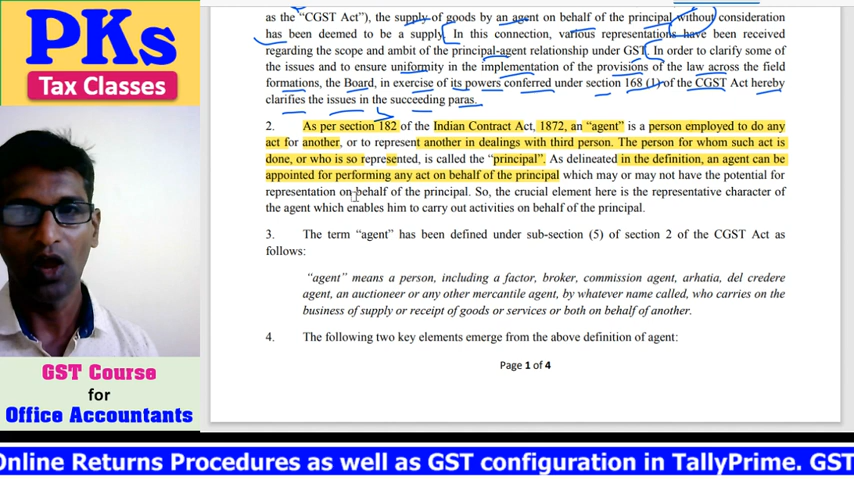 PKs
Tax Classes
GST Course
for
Office Accountants
as the “CGST Act”), the supply of goods by an agent on behalf of the principal without consideration
has been deemed to be a supply. In this connection, various representations have been received
regarding the scope and ambit of the principal-agent relationship under GST. In order to clarify some of
the issues and to ensure uniformity in the implementation of the provisions of the law across the field
formations, the Board, in exercise of its powers conferred under section 168 (1) of the CGST Act hereby
clarifies the issues in the succeeding paras.
2. As per section 182 of the Indian Contract Act, 1872, an “agent” is a person employed to do any
act for another, or to represent another in dealings with third person. The person for whom such act is
done, or who is so represented, is called the “principal”. As delineated in the definition, an agent can be
appointed for performing any act on behalf of the principal which may or may not have the potential for
representation on behalf of the principal. So, the crucial element here is the representative character of
the agent which enables him to carry out activities on behalf of the principal.
3. The term “agent” has been defined under sub-section (5) of section 2 of the CGST Act as
follows:
“agent” means a person, including a factor, broker, commission agent, arhatia, del credere
agent, an auctioneer or any other mercantile agent, by whatever name called, who carries on the
business of supply or receipt of goods or services or both on behalf of another.
4. The following two key elements emerge from the above definition of agent:
Page 1 of 4
Online Returns Procedures as well as GST configuration in TallyPrime. GST